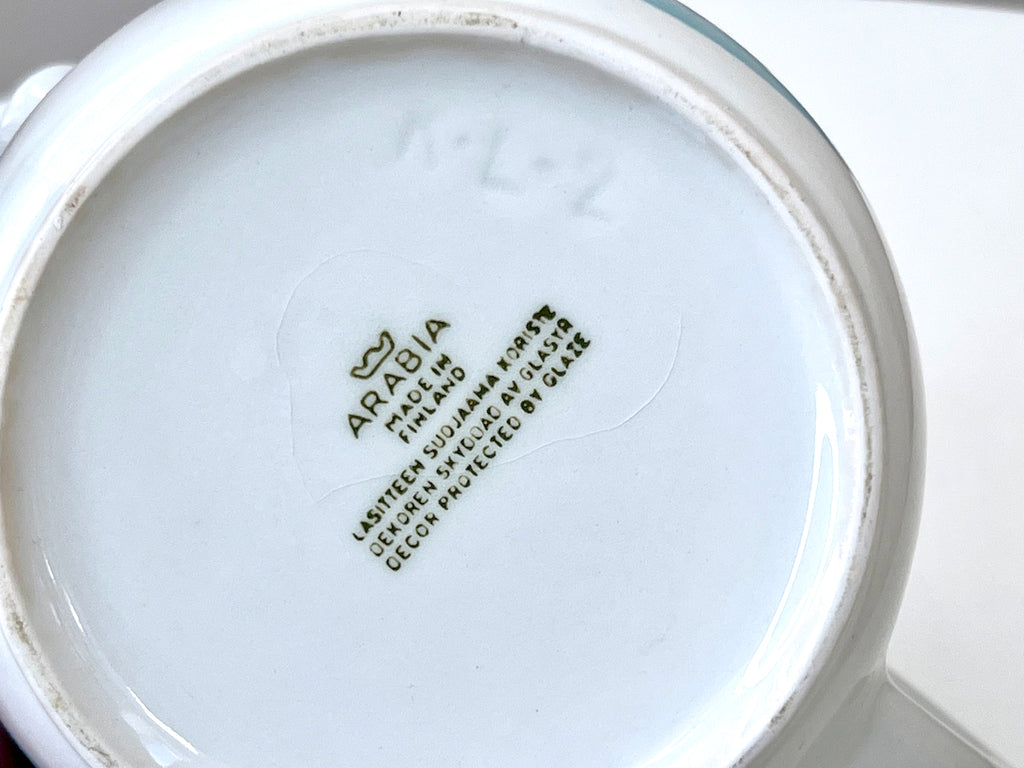 ARABIA
MADE IN
FINLAND
LASITTEEN SUOJAAMA KORISTE
DEKOREN SKYDDAD AV GLASYR
DECOR PROTECTED BY GLAZE